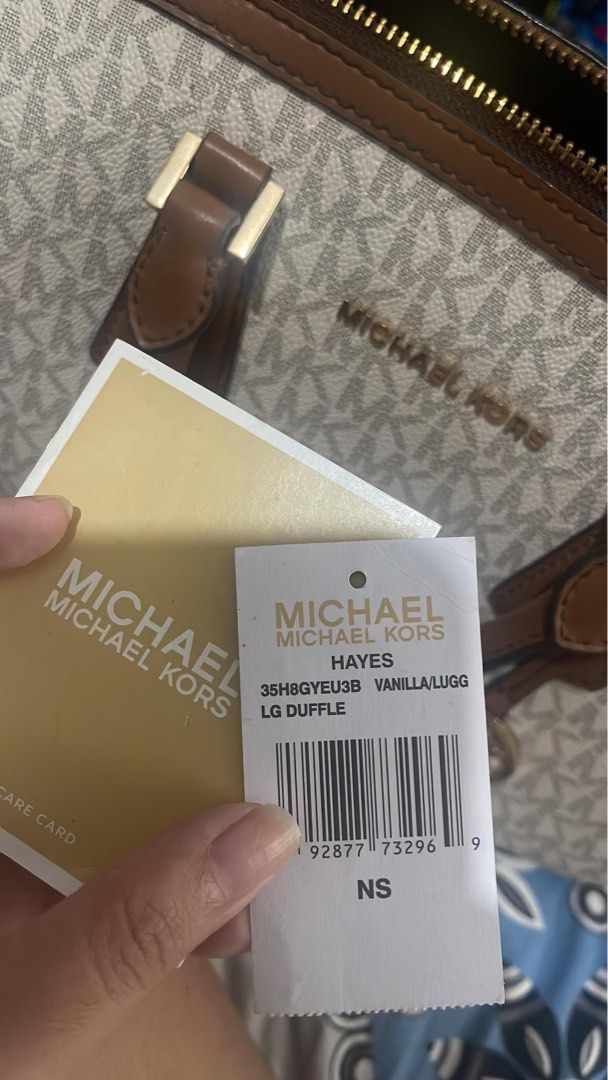 MICHAEL KORS
MICHAEL
MICHAEL KORS
CARE CARD
MICHAEL
MICHAEL KORS
HAYES
35H8GYEU3B VANILLA/LUGG
LG DUFFLE
92877 73296 9
NS